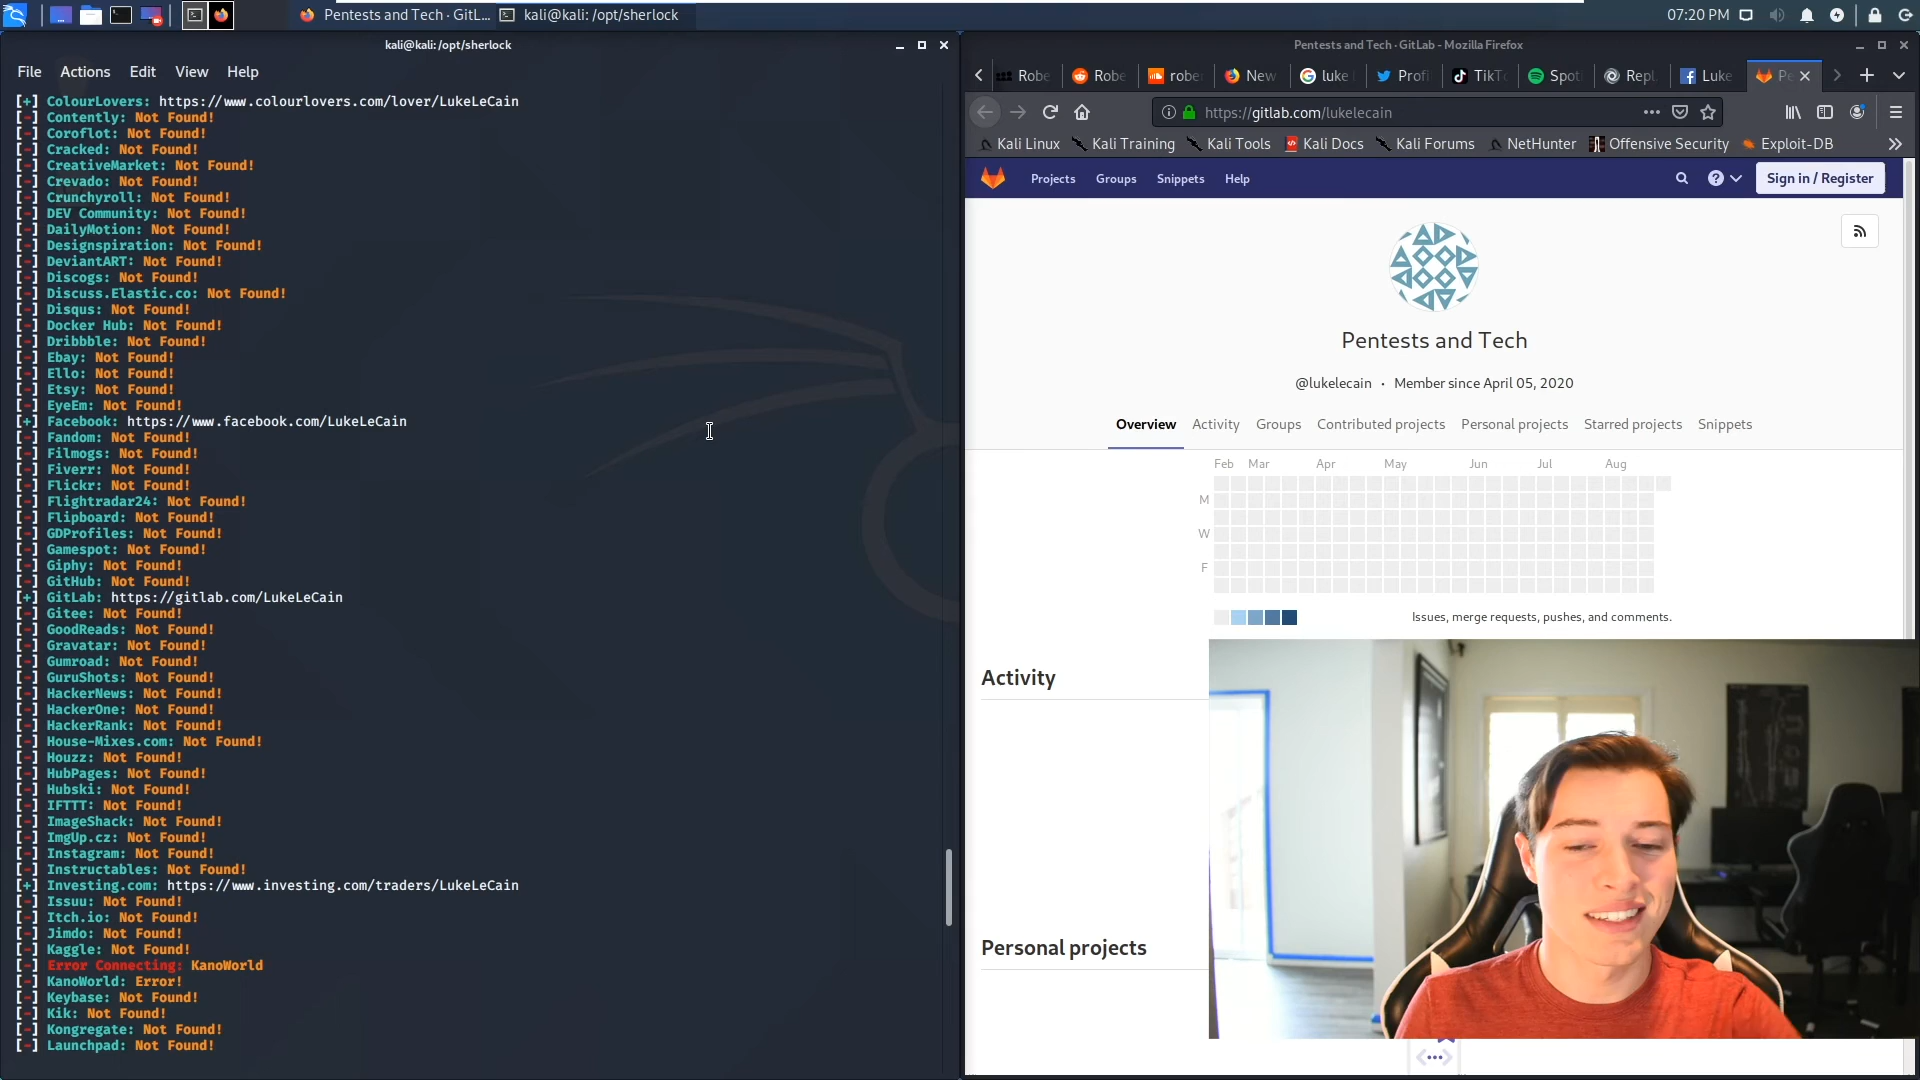 Pentests and Tech · GitL...
kali@kali: /opt/sherlock
07:20 PM
kali@kali:/opt/sherlock
File Actions Edit View Help
[+] ColourLovers: https://www.colourlovers.com/lover/LukeLeCain
[-] Contently: Not Found!
[-] Coroflot: Not Found!
[-] Cracked: Not Found!
[-] CreativeMarket: Not Found!
[-] Crevado: Not Found!
[-] Crunchyroll: Not Found!
[-] DEV Community: Not Found!
[-] DailyMotion: Not Found!
[-] Designspiration: Not Found!
[-] DeviantART: Not Found!
[-] Discogs: Not Found!
[-] Discuss.Elastic.co: Not Found!
[-] Disqus: Not Found!
[-] Docker Hub: Not Found!
[-] Dribbble: Not Found!
[-] Ebay: Not Found!
[-] Ello: Not Found!
[-] Etsy: Not Found!
[-] EyeEm: Not Found!
[+] Facebook: https://www.facebook.com/LukeLeCain
[-] Fandom: Not Found!
[-] Filmogs: Not Found!
[-] Fiverr: Not Found!
[-] Flickr: Not Found!
[-] Flightradar24: Not Found!
[-] Flipboard: Not Found!
[-] GDProfiles: Not Found!
[-] Gamespot: Not Found!
[-] Giphy: Not Found!
[-] GitHub: Not Found!
[+] GitLab: https://gitlab.com/LukeLeCain
[-] Gitee: Not Found!
[-] GoodReads: Not Found!
[-] Gravatar: Not Found!
[-] Gumroad: Not Found!
[-] GuruShots: Not Found!
[-] HackerNews: Not Found!
[-] HackerOne: Not Found!
[-] HackerRank: Not Found!
[-] House-Mixes.com: Not Found!
[-] Houzz: Not Found!
[-] HubPages: Not Found!
[-] Hubski: Not Found!
[-] IFTTT: Not Found!
[-] ImageShack: Not Found!
[-] ImgUp.cz: Not Found!
[-] Instagram: Not Found!
[-] Instructables: Not Found!
[+] Investing.com: https://www.investing.com/traders/LukeLeCain
[-] Issuu: Not Found!
[-] Itch.io: Not Found!
[-] Jimdo: Not Found!
[-] Kaggle: Not Found!
[-] Error Connecting: KanoWorld
[-] KanoWorld: Error!
[-] Keybase: Not Found!
[-] Kik: Not Found!
[-] Kongregate: Not Found!
[-] Launchpad: Not Found!
Pentests and Tech · GitLab - Mozilla Firefox
Robe Robe rober New luke Profi TikTo Spot Repl Luke Pe
https://gitlab.com/lukelecain
Kali Linux Kali Training Kali Tools Kali Docs Kali Forums NetHunter Offensive Security Exploit-DB
Projects Groups Snippets Help
Sign in / Register
Pentests and Tech
@lukelecain · Member since April 05, 2020
Overview Activity Groups Contributed projects Personal projects Starred projects Snippets
Feb Mar Apr May Jun Jul Aug
M
W
F
Issues, merge requests, pushes, and comments.
Activity
Personal projects